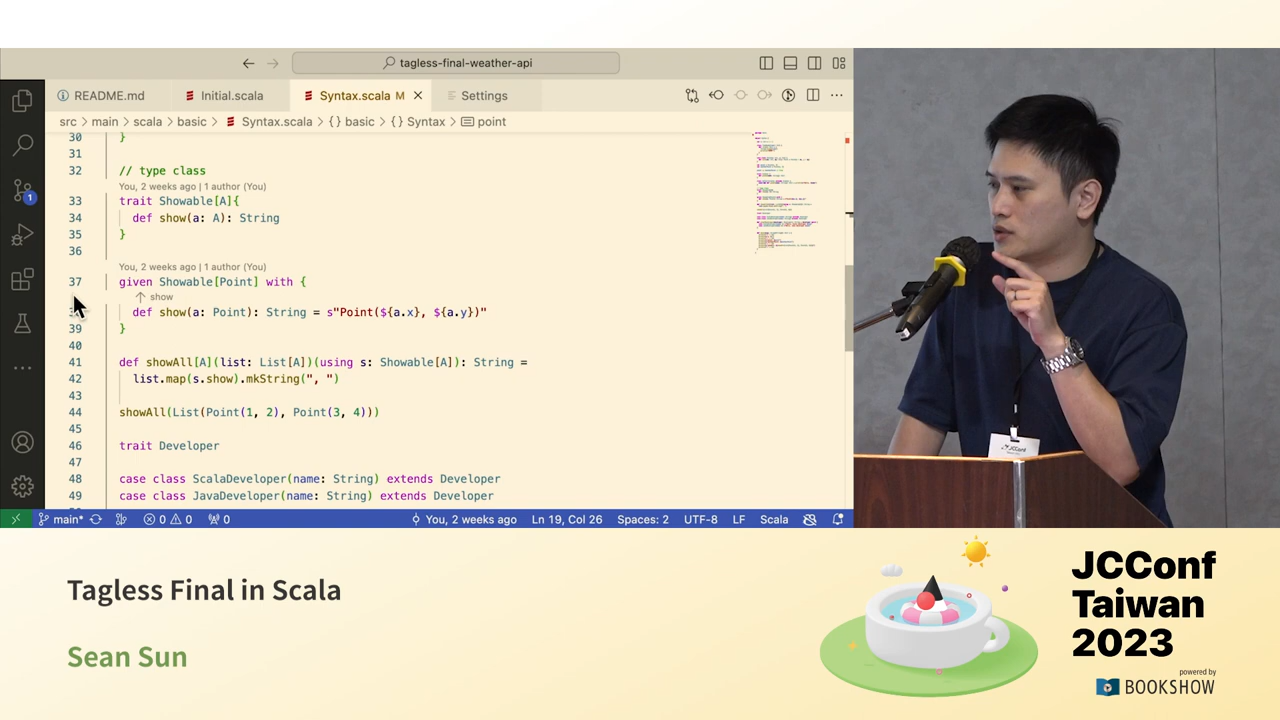 tagless-final-weather-api
README.md
Initial.scala
Syntax.scala M
Settings
src > main > scala > basic > Syntax.scala > {} basic > {} Syntax > point
30 }
31
32 // type class
You, 2 weeks ago | 1 author (You)
33 trait Showable[A]{
34 def show(a: A): String
35 }
36
You, 2 weeks ago | 1 author (You)
37 given Showable[Point] with {
show
def show(a: Point): String = s"Point(${a.x}, ${a.y})"
39 }
40
41 def showAll[A](list: List[A])(using s: Showable[A]): String =
42 list.map(s.show).mkString(", ")
43
44 showAll(List(Point(1, 2), Point(3, 4)))
45
46 trait Developer
47
48 case class ScalaDeveloper(name: String) extends Developer
49 case class JavaDeveloper(name: String) extends Developer
1
main*
0 0
0
You, 2 weeks ago
Ln 19, Col 26
Spaces: 2
UTF-8
LF
Scala
JCConf
Tagless Final in Scala
Sean Sun
JCConf
Taiwan
2023
powered by
BOOKSHOW